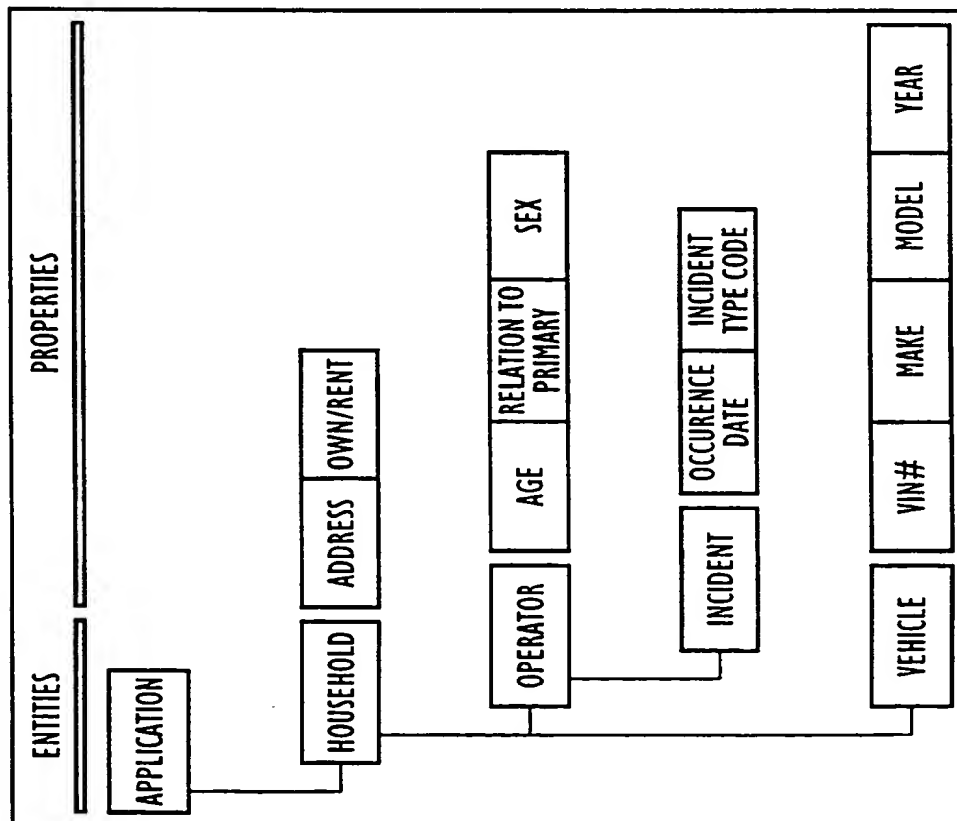 ENTITIES
PROPERTIES
APPLICATION
HOUSEHOLD
ADDRESS
OWN/RENT
OPERATOR
AGE
RELATION TO
PRIMARY
SEX
INCIDENT
OCCURENCE
DATE
INCIDENT
TYPE CODE
VEHICLE
VIN#
MAKE
MODEL
YEAR